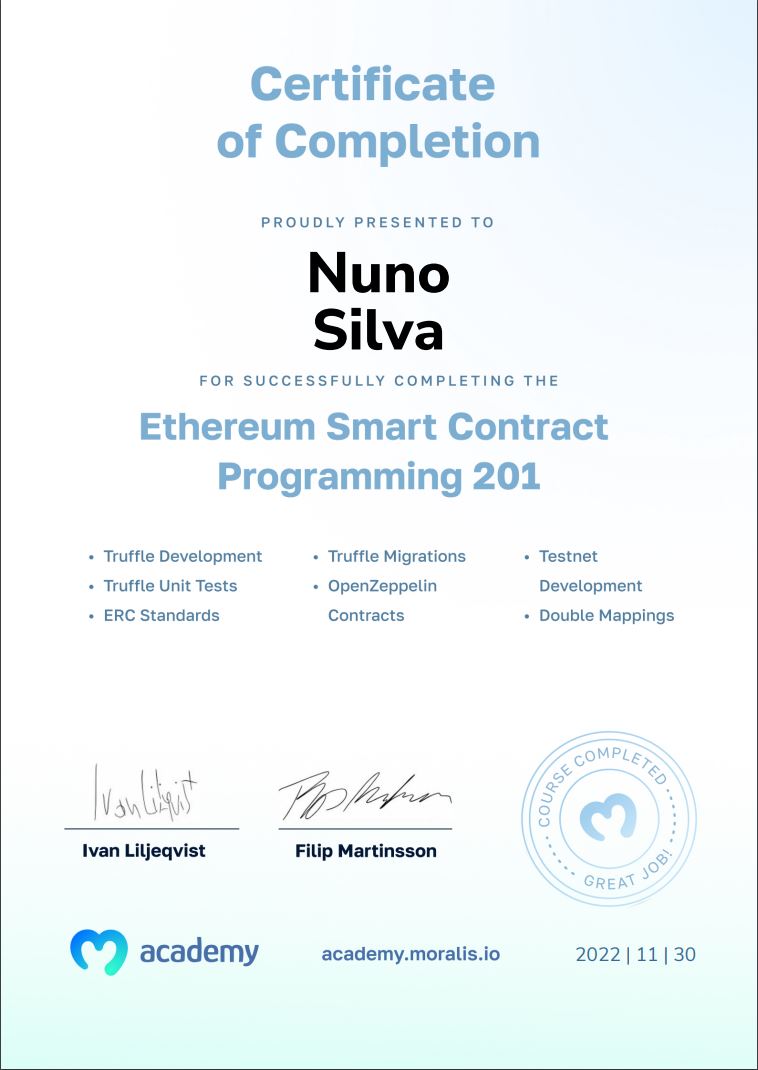 Certificate
of Completion
PROUDLY PRESENTED TO
Nuno
Silva
FOR SUCCESSFULLY COMPLETING THE
Ethereum Smart Contract
Programming 201
• Truffle Development
• Truffle Unit Tests
• ERC Standards
• Truffle Migrations
• OpenZeppelin
Contracts
• Testnet
Development
• Double Mappings
Ivan Liljeqvist
Ivan Liljeqvist
Filip Martinsson
COURSE COMPLETED
GREAT JOB!
academy
academy.moralis.io
2022 | 11 | 30